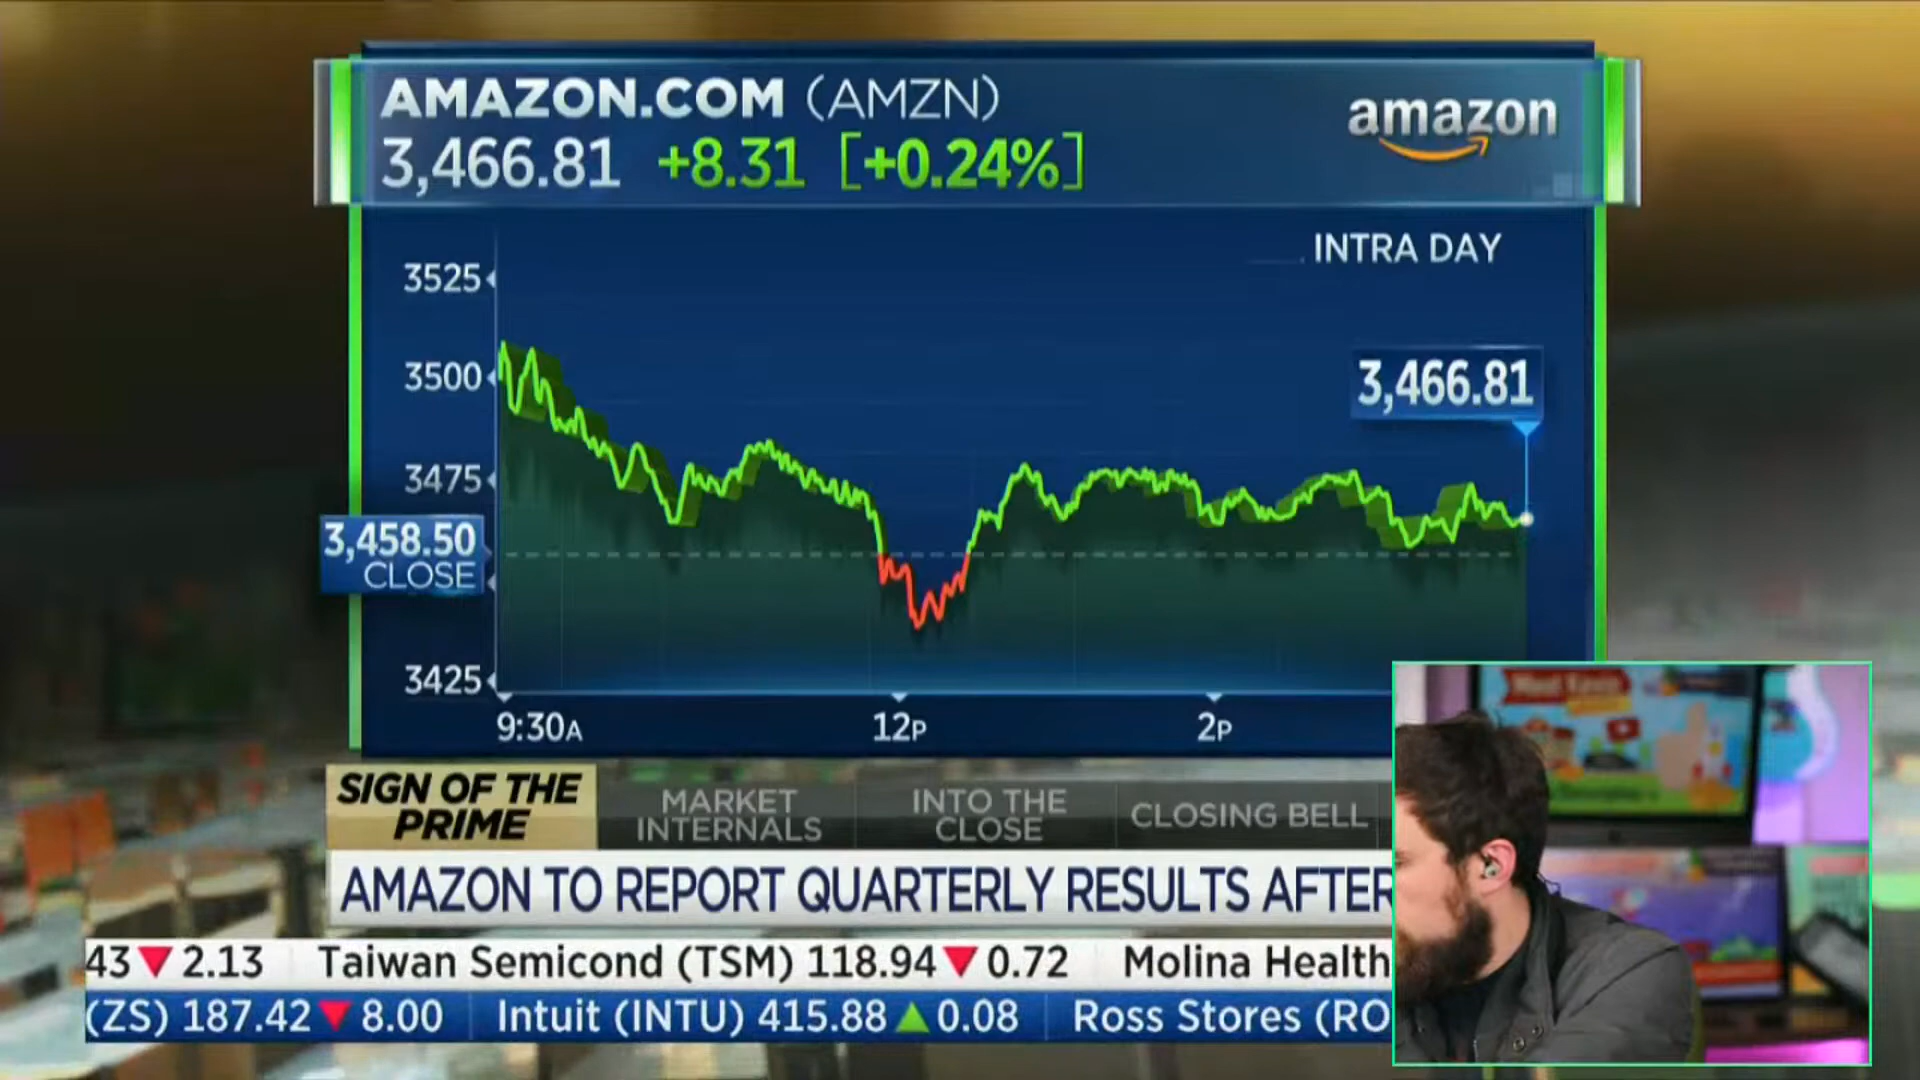 AMAZON.COM (AMZN)
3,466.81 +8.31 [+0.24%]
amazon
INTRA DAY
3525
3500
3475
3425
3,466.81
3,458.50
CLOSE
9:30A 12P 2P
SIGN OF THE
PRIME
MARKET
INTERNALS
INTO THE
CLOSE
CLOSING BELL
AMAZON TO REPORT QUARTERLY RESULTS AFTER
43 ▼ 2.13 Taiwan Semicond (TSM) 118.94 ▼ 0.72 Molina Health
(ZS) 187.42 ▼ 8.00 Intuit (INTU) 415.88 ▲ 0.08 Ross Stores (RO
Meet Kevin